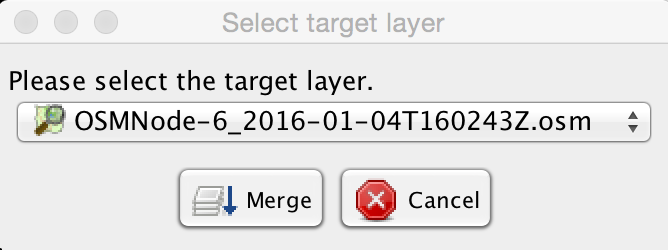 Select target layer
Please select the target layer.
OSMNode-6_2016-01-04T160243Z.osm
Merge
Cancel